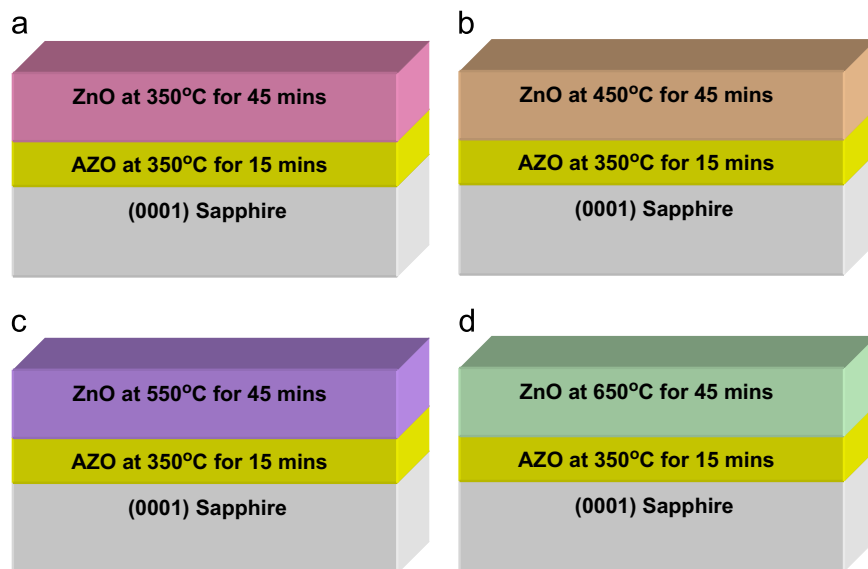 a
ZnO at 350°C for 45 mins
AZO at 350°C for 15 mins
(0001) Sapphire
b
ZnO at 450°C for 45 mins
AZO at 350°C for 15 mins
(0001) Sapphire
c
ZnO at 550°C for 45 mins
AZO at 350°C for 15 mins
(0001) Sapphire
d
ZnO at 650°C for 45 mins
AZO at 350°C for 15 mins
(0001) Sapphire